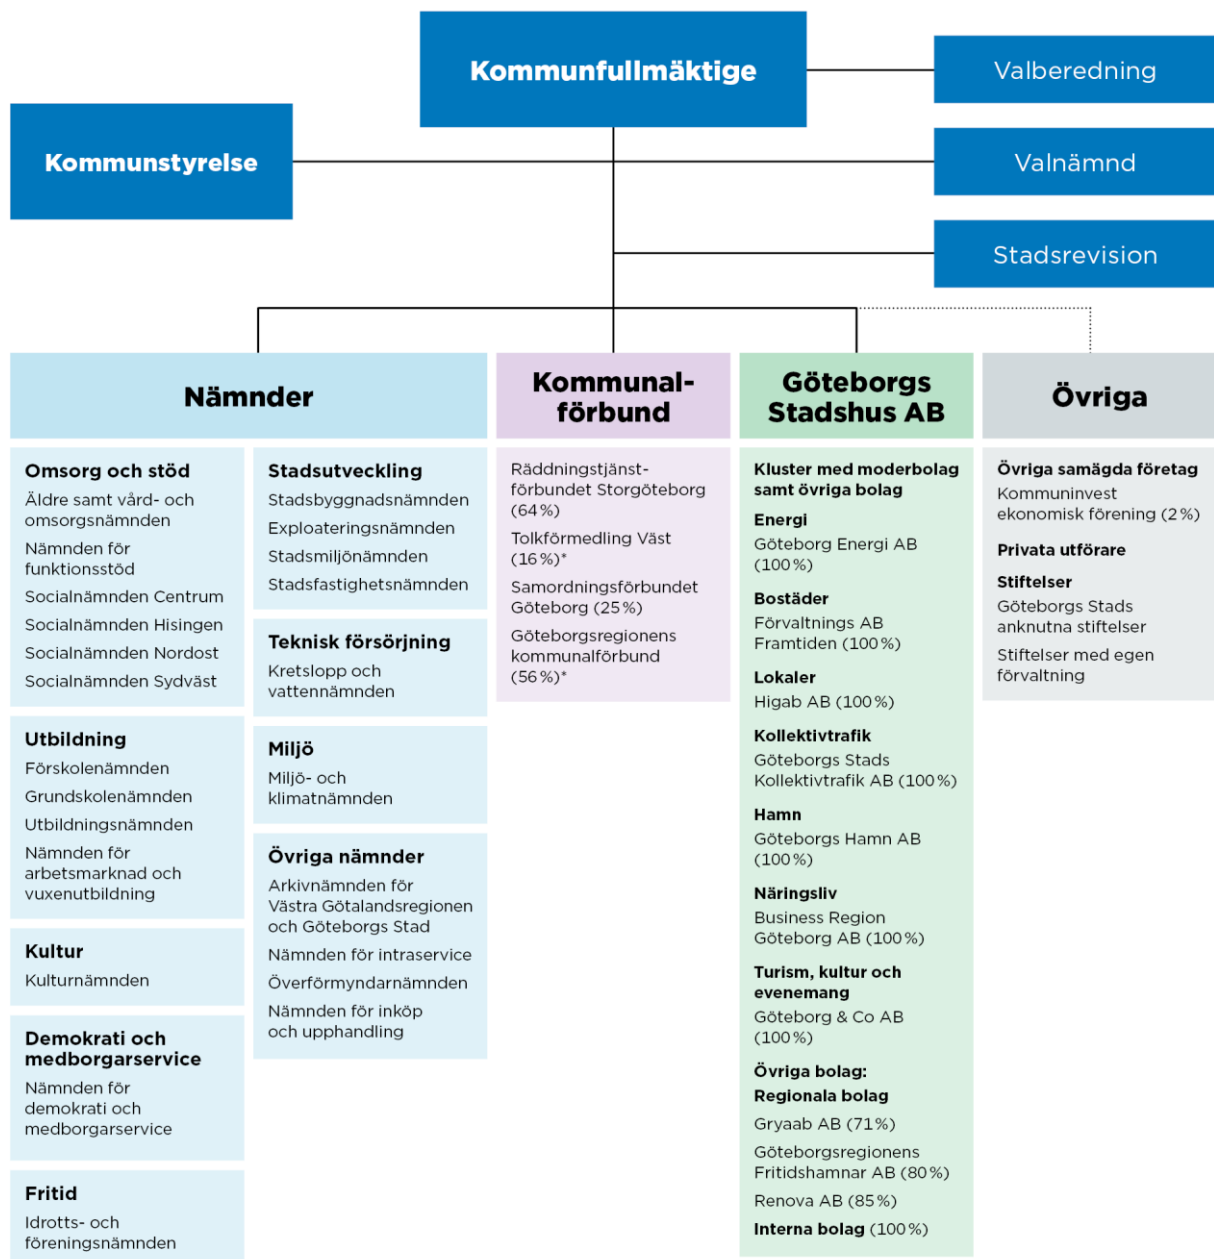 Kommunfullmäktige
Valberedning
Kommunstyrelse
Valnämnd
Stadsrevision
Nämnder
Omsorg och stöd
Äldre samt vård- och
omsorgsnämnden
Nämnden för
funktionsstöd
Socialnämnden Centrum
Socialnämnden Hisingen
Socialnämnden Nordost
Socialnämnden Sydväst
Utbildning
Förskolenämnden
Grundskolenämnden
Utbildningsnämnden
Nämnden för
arbetsmarknad och
vuxenutbildning
Kultur
Kulturnämnden
Demokrati och
medborgarservice
Nämnden för
demokrati och
medborgarservice
Fritid
Idrotts- och
föreningsnämnden
Stadsutveckling
Stadsbyggnadsnämnden
Exploateringsnämnden
Stadsmiljönämnden
Stadsfastighetsnämnden
Teknisk försörjning
Kretslopp och
vattennämnden
Miljö
Miljö- och
klimatnämnden
Övriga nämnder
Arkivnämnden för
Västra Götalandsregionen
och Göteborgs Stad
Nämnden för intraservice
Överförmyndarnämnden
Nämnden för inköp
och upphandling
Kommunal-
förbund
Räddningstjänst-
förbundet Storgöteborg
(64 %)
Tolkförmedling Väst
(16 %)*
Samordningsförbundet
Göteborg (25 %)
Göteborgsregionens
kommunalförbund
(56 %)*
Göteborgs
Stadshus AB
Kluster med moderbolag
samt övriga bolag
Energi
Göteborg Energi AB
(100 %)
Bostäder
Förvaltnings AB
Framtiden (100 %)
Lokaler
Higab AB (100 %)
Kollektivtrafik
Göteborgs Stads
Kollektivtrafik AB (100 %)
Hamn
Göteborgs Hamn AB
(100 %)
Näringsliv
Business Region
Göteborg AB (100 %)
Turism, kultur och
evenemang
Göteborg & Co AB
(100 %)
Övriga bolag:
Regionala bolag
Gryaab AB (71 %)
Göteborgsregionens
Fritidshamnar AB (80 %)
Renova AB (85 %)
Interna bolag (100 %)
Övriga
Övriga samägda företag
Kommuninvest
ekonomisk förening (2 %)
Privata utförare
Stiftelser
Göteborgs Stads
anknutna stiftelser
Stiftelser med egen
förvaltning